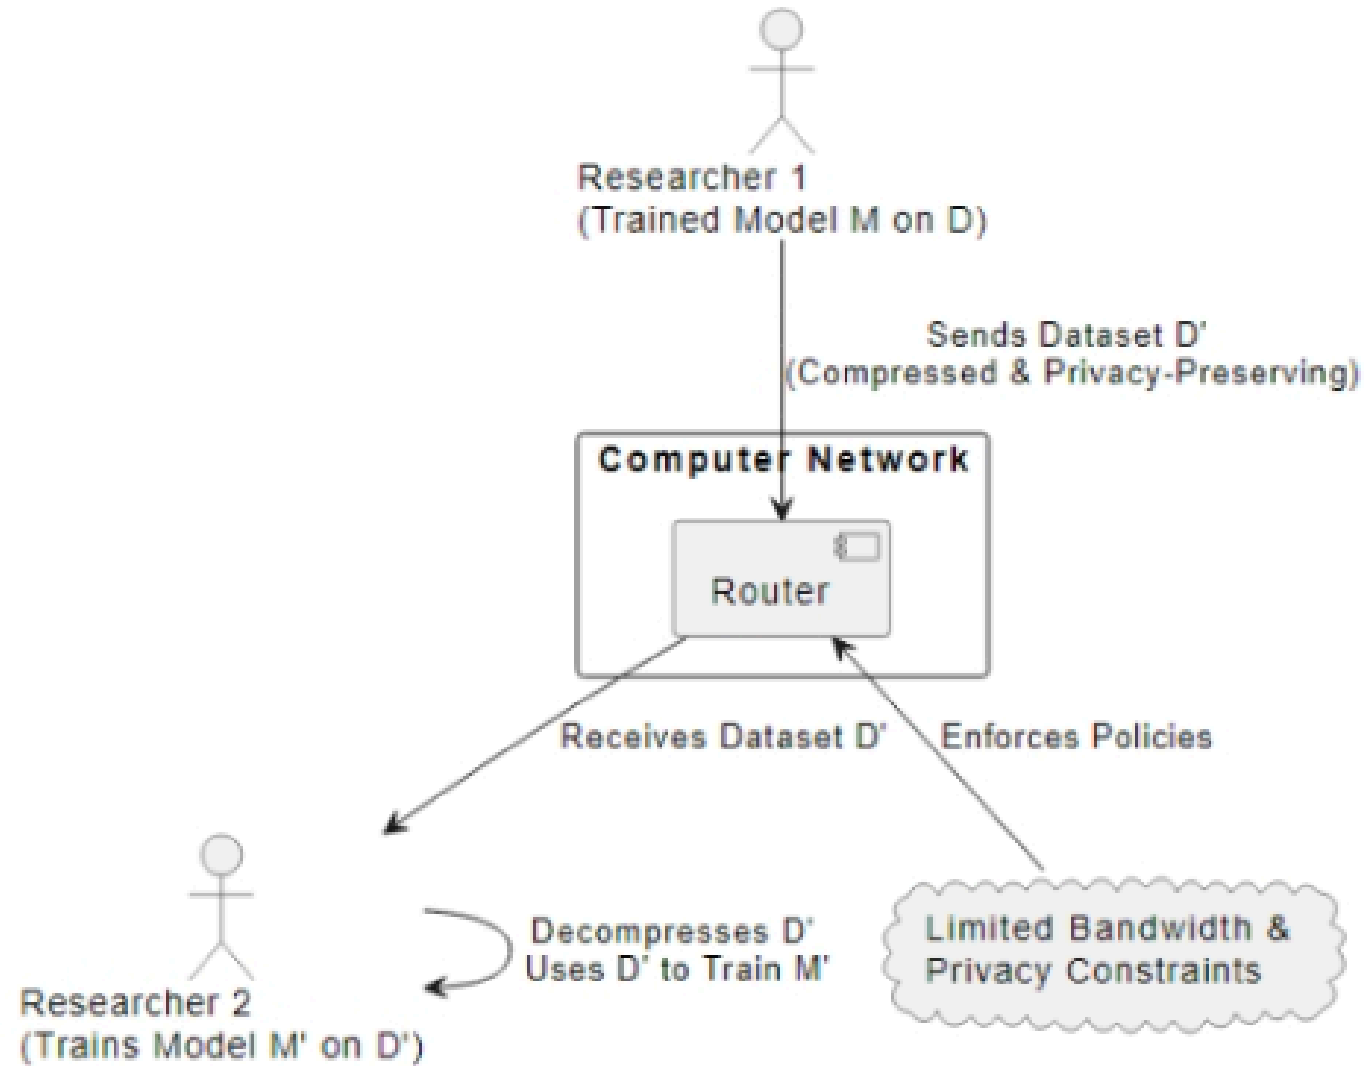 Researcher 1
(Trained Model M on D)
Sends Dataset D'
(Compressed & Privacy-Preserving)
Computer Network
Router
Receives Dataset D'
Enforces Policies
Decompresses D'
Uses D' to Train M'
Limited Bandwidth &
Privacy Constraints
Researcher 2
(Trains Model M' on D')